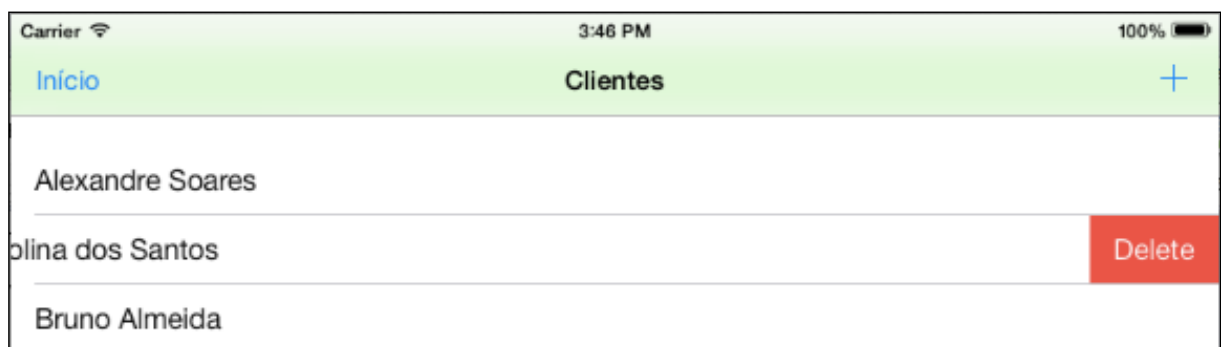 Carrier 3:46 PM 100%
Início Clientes +
Alexandre Soares
olina dos Santos Delete
Bruno Almeida